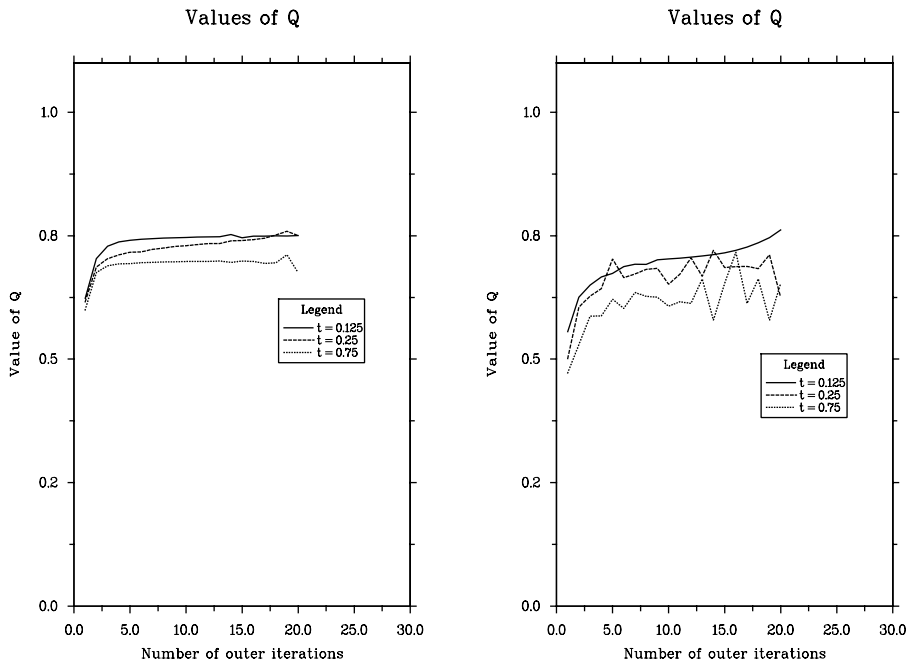 Values of Q
1.0
0.8
0.5
0.2
0.0
Value of Q
Legend
t = 0.125
t = 0.25
t = 0.75
0.0 5.0 10.0 15.0 20.0 25.0 30.0
Number of outer iterations
Values of Q
1.0
0.8
0.5
0.2
0.0
Value of Q
Legend
t = 0.125
t = 0.25
t = 0.75
0.0 5.0 10.0 15.0 20.0 25.0 30.0
Number of outer iterations